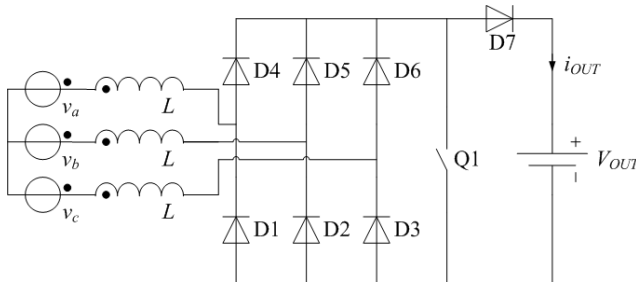 D7
D4 D5 D6
i_OUT
v_a L
v_b L
Q1
+
V_OUT
v_c L
D1 D2 D3